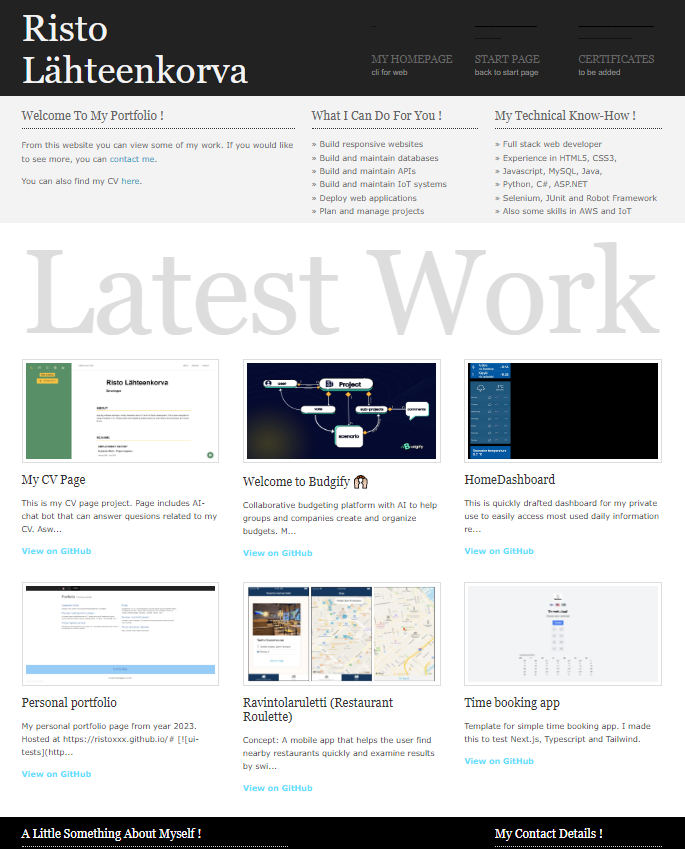 Risto
Lähteenkorva
MY HOMEPAGE
cli for web
START PAGE
back to start page
CERTIFICATES
to be added
Welcome To My Portfolio !
From this website you can view some of my work. If you would like
to see more, you can contact me.
You can also find my CV here.
What I Can Do For You !
» Build responsive websites
» Build and maintain databases
» Build and maintain APIs
» Build and maintain IoT systems
» Deploy web applications
» Plan and manage projects
My Technical Know-How !
» Full stack web developer
» Experience in HTML5, CSS3,
» Javascript, MySQL, Java,
» Python, C#, ASP.NET
» Selenium, JUnit and Robot Framework
» Also some skills in AWS and IoT
Latest Work
Risto Lähteenkorva
Developer
My CV Page
This is my CV page project. Page includes AI-
chat bot that can answer quesions related to my
CV. Asw...
View on GitHub
user
Project
vote
sub-projects
comments
scenario
Budgify
Welcome to Budgify
Collaborative budgeting platform with AI to help
groups and companies create and organize
budgets. M...
View on GitHub
HomeDashboard
This is quickly drafted dashboard for my private
use to easily access most used daily information
re...
View on GitHub
Personal portfolio
My personal portfolio page from year 2023.
Hosted at https://ristoxxx.github.io/# [![ui-
tests](http...
View on GitHub
Ravintolaruletti (Restaurant
Roulette)
Concept: A mobile app that helps the user find
nearby restaurants quickly and examine results
by swi...
View on GitHub
Time booking app
Template for simple time booking app. I made
this to test Next.js, Typescript and Tailwind.
View on GitHub
A Little Something About Myself !
My Contact Details !